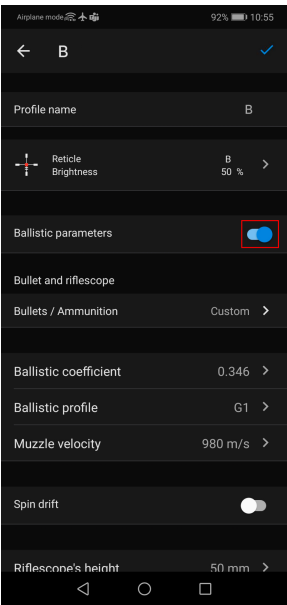 Airplane mode 92% 10:55
B
Profile name B
Reticle B
Brightness 50 %
Ballistic parameters
Bullet and riflescope
Bullets / Ammunition Custom
Ballistic coefficient 0.346
Ballistic profile G1
Muzzle velocity 980 m/s
Spin drift
Riflescope's height 50 mm